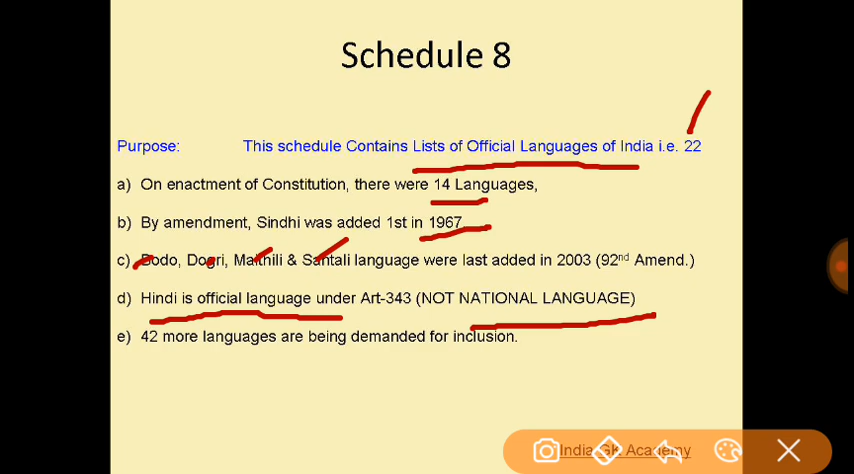 Schedule 8
Purpose: This schedule Contains Lists of Official Languages of India i.e. 22
a) On enactment of Constitution, there were 14 Languages,
b) By amendment, Sindhi was added 1st in 1967
c) Bodo, Dogri, Maithili & Santali language were last added in 2003 (92nd Amend.)
d) Hindi is official language under Art-343 (NOT NATIONAL LANGUAGE)
e) 42 more languages are being demanded for inclusion.
India GK Academy